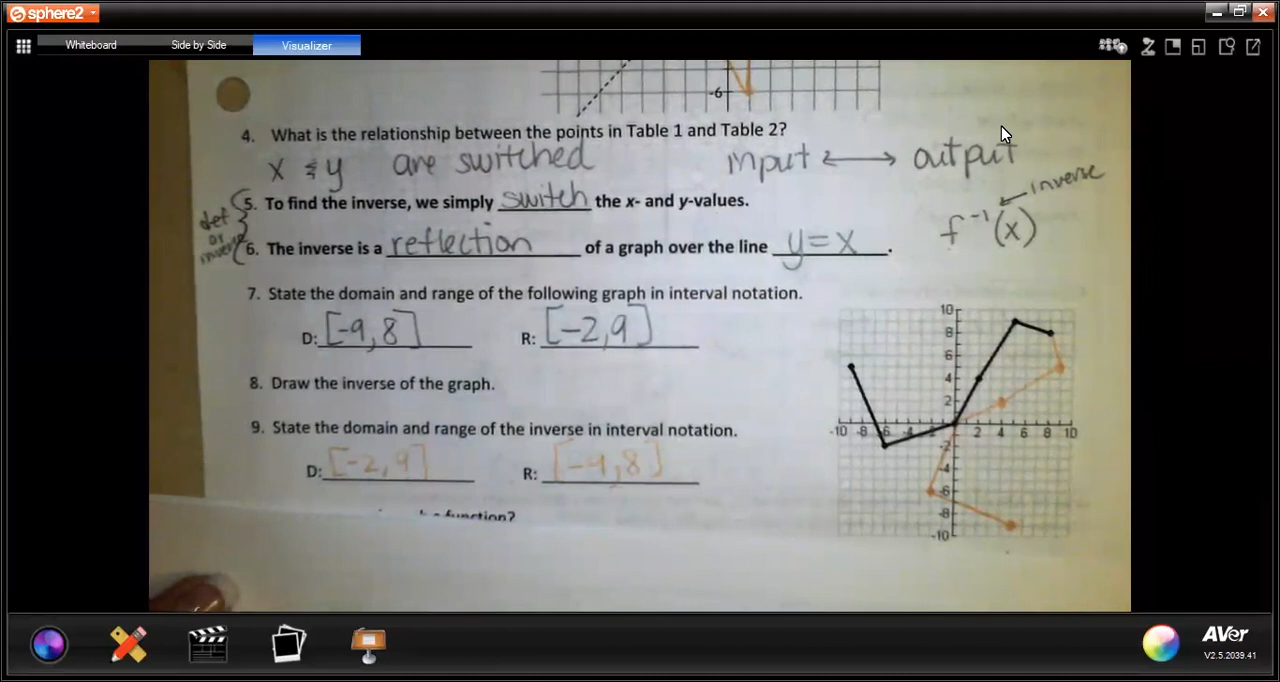 sphere2
Whiteboard Side by Side Visualizer
-6
4. What is the relationship between the points in Table 1 and Table 2?
x & y are switched input ↔ output
5. To find the inverse, we simply switch the x- and y-values.
inverse
def
of
inverse
f⁻¹(x)
6. The inverse is a reflection of a graph over the line y=x.
7. State the domain and range of the following graph in interval notation.
D: [-9,8] R: [-2,9]
8. Draw the inverse of the graph.
9. State the domain and range of the inverse in interval notation.
D: [-2,9] R: [-9,8]
function?
10
8
6
4
2
-10 -8 -6 -4 2 4 6 8 10
-2
-4
-6
-8
-10
AVer
V2.5.2039.41